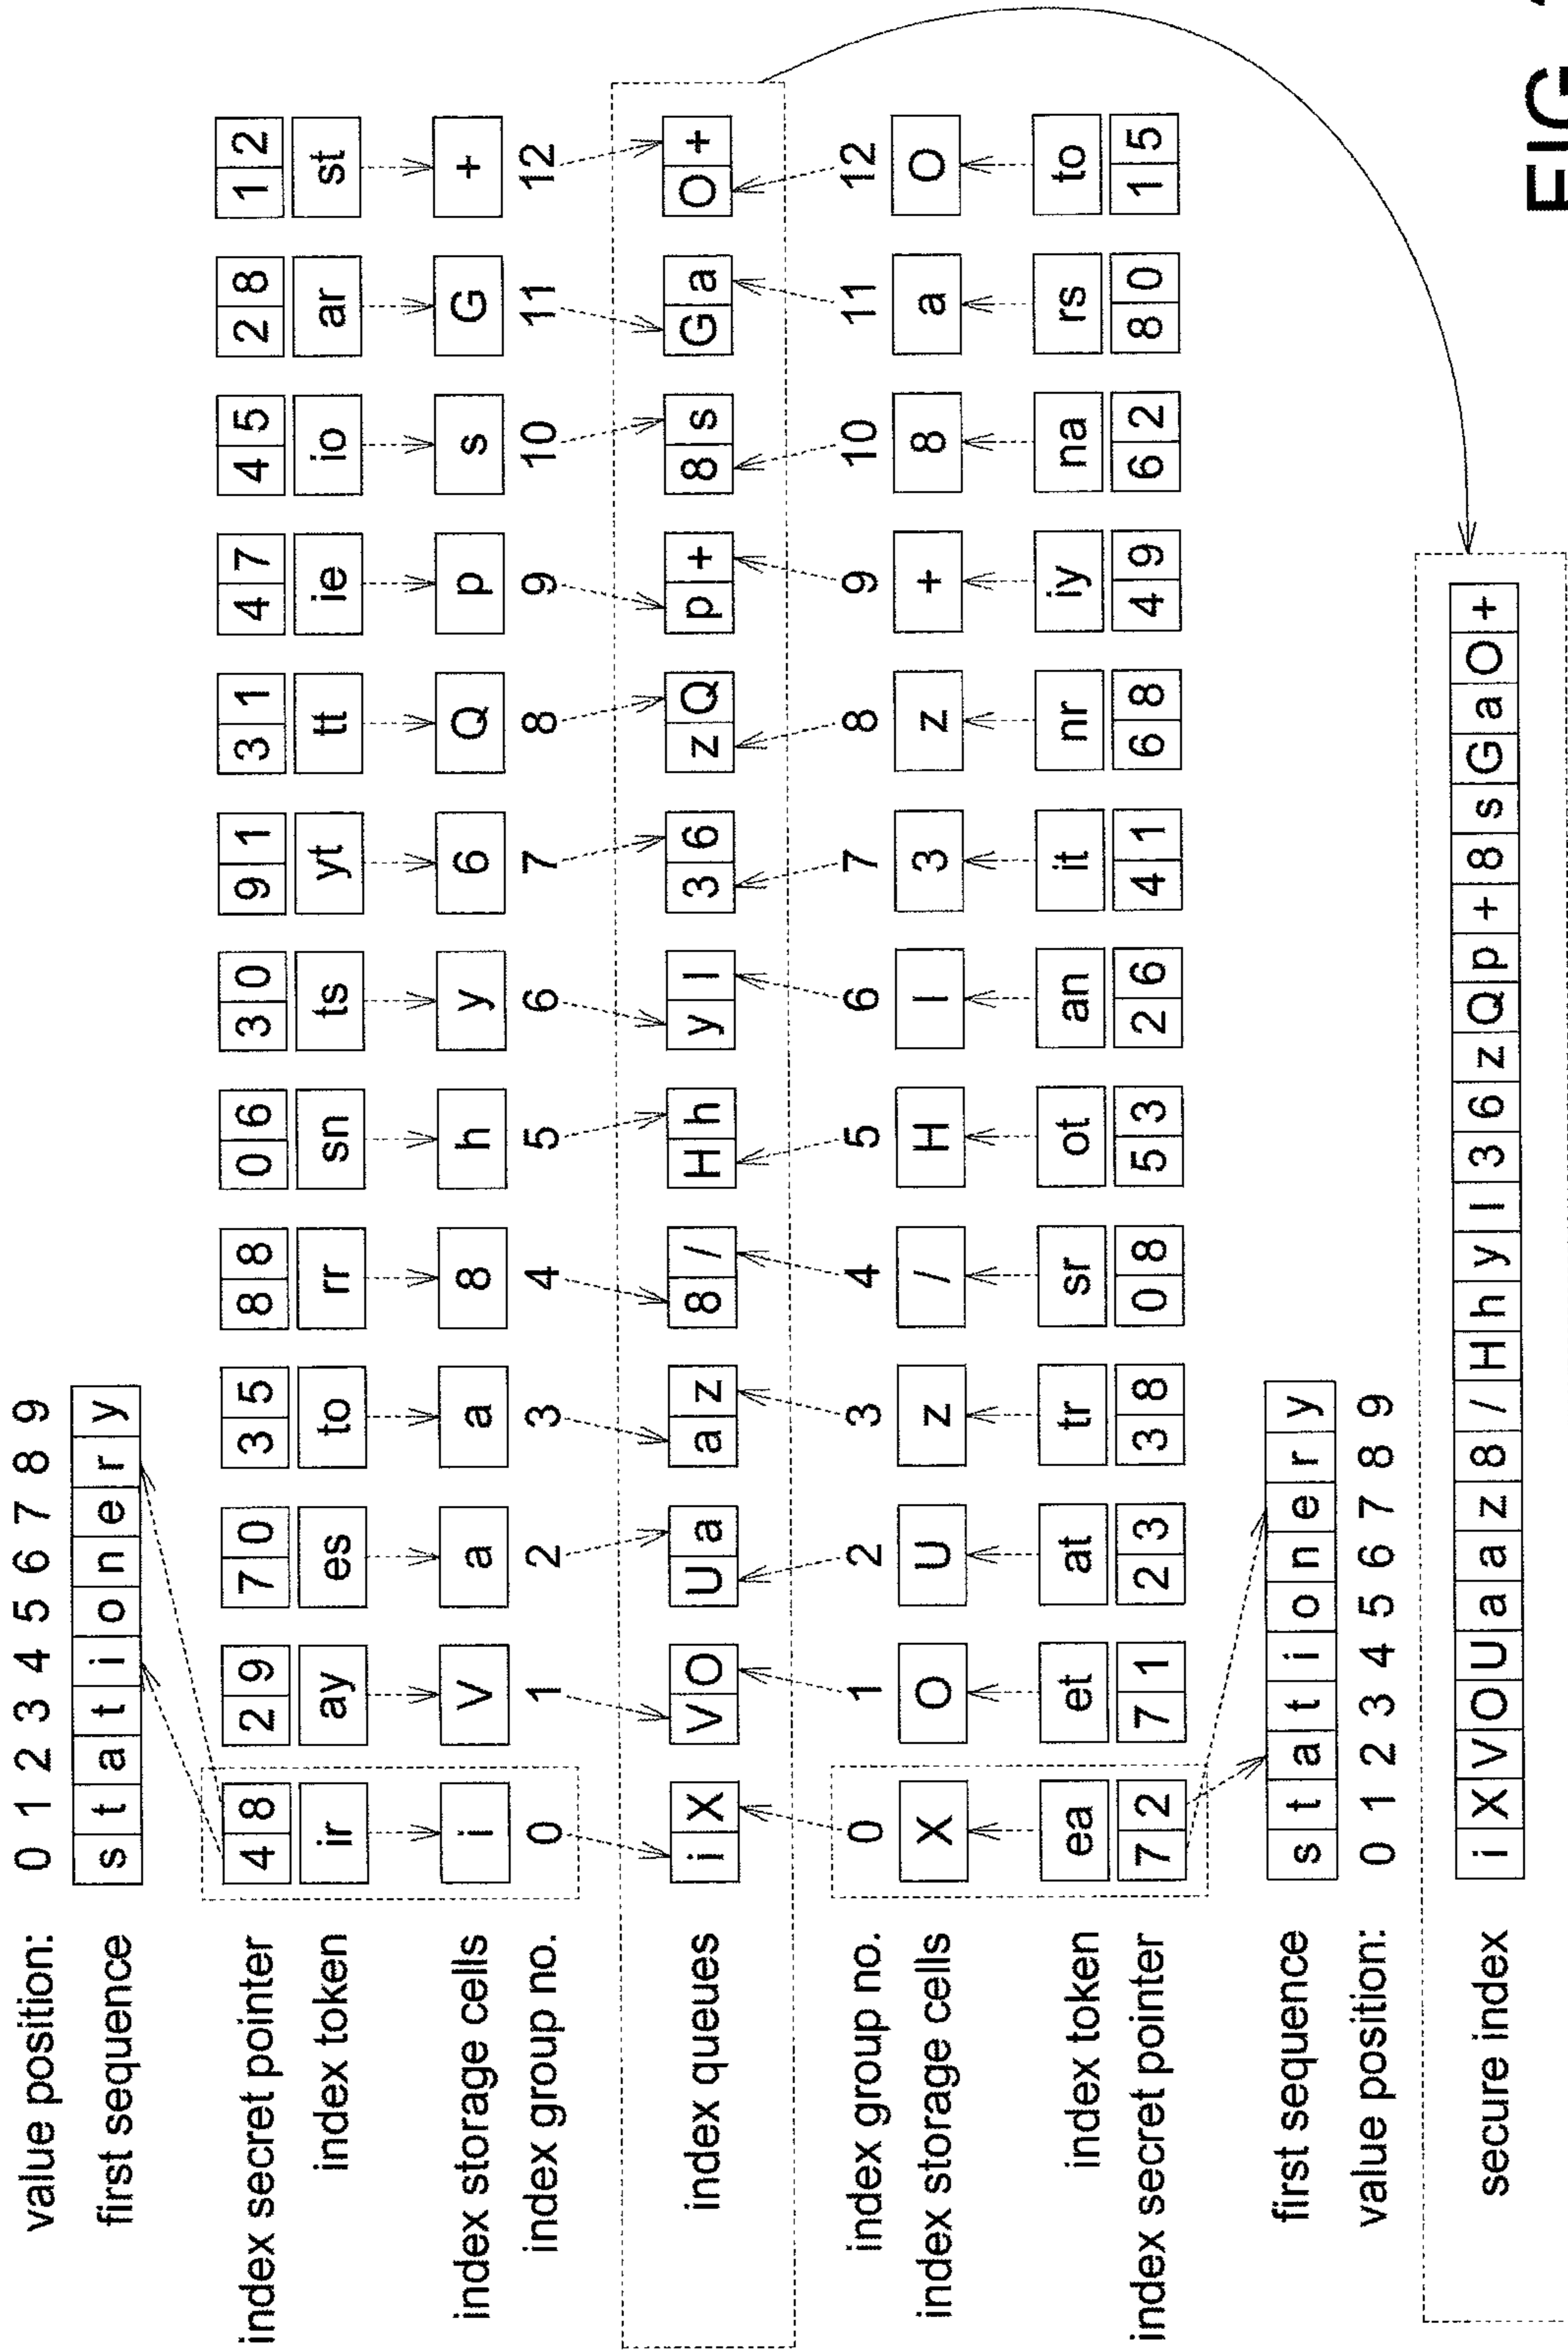 value position: 0 1 2 3 4 5 6 7 8 9
first sequence s t a t i o n e r y
index secret pointer 4 8 2 9 7 0 3 5 8 8 0 6 3 0 9 1 3 1 4 7 4 5 2 8 1 2
index token ir ay es to rr sn ts yt tt ie io ar st
index storage cells i V a a 8 h y 6 Q p s G +
index group no. 0 1 2 3 4 5 6 7 8 9 10 11 12
index queues i X V O U a a z 8 / H h y I 3 6 z Q p + 8 s G a O +
index group no. 0 1 2 3 4 5 6 7 8 9 10 11 12
index storage cells X O U z / H I 3 z + 8 a O
index token ea et at tr sr ot an it nr iy na rs to
index secret pointer 7 2 7 1 2 3 3 8 0 8 5 3 2 6 4 1 6 8 4 9 6 2 8 0 1 5
first sequence s t a t i o n e r y
value position: 0 1 2 3 4 5 6 7 8 9
secure index i X V O U a a z 8 / H h y I 3 6 z Q p + 8 s G a O +
FIG